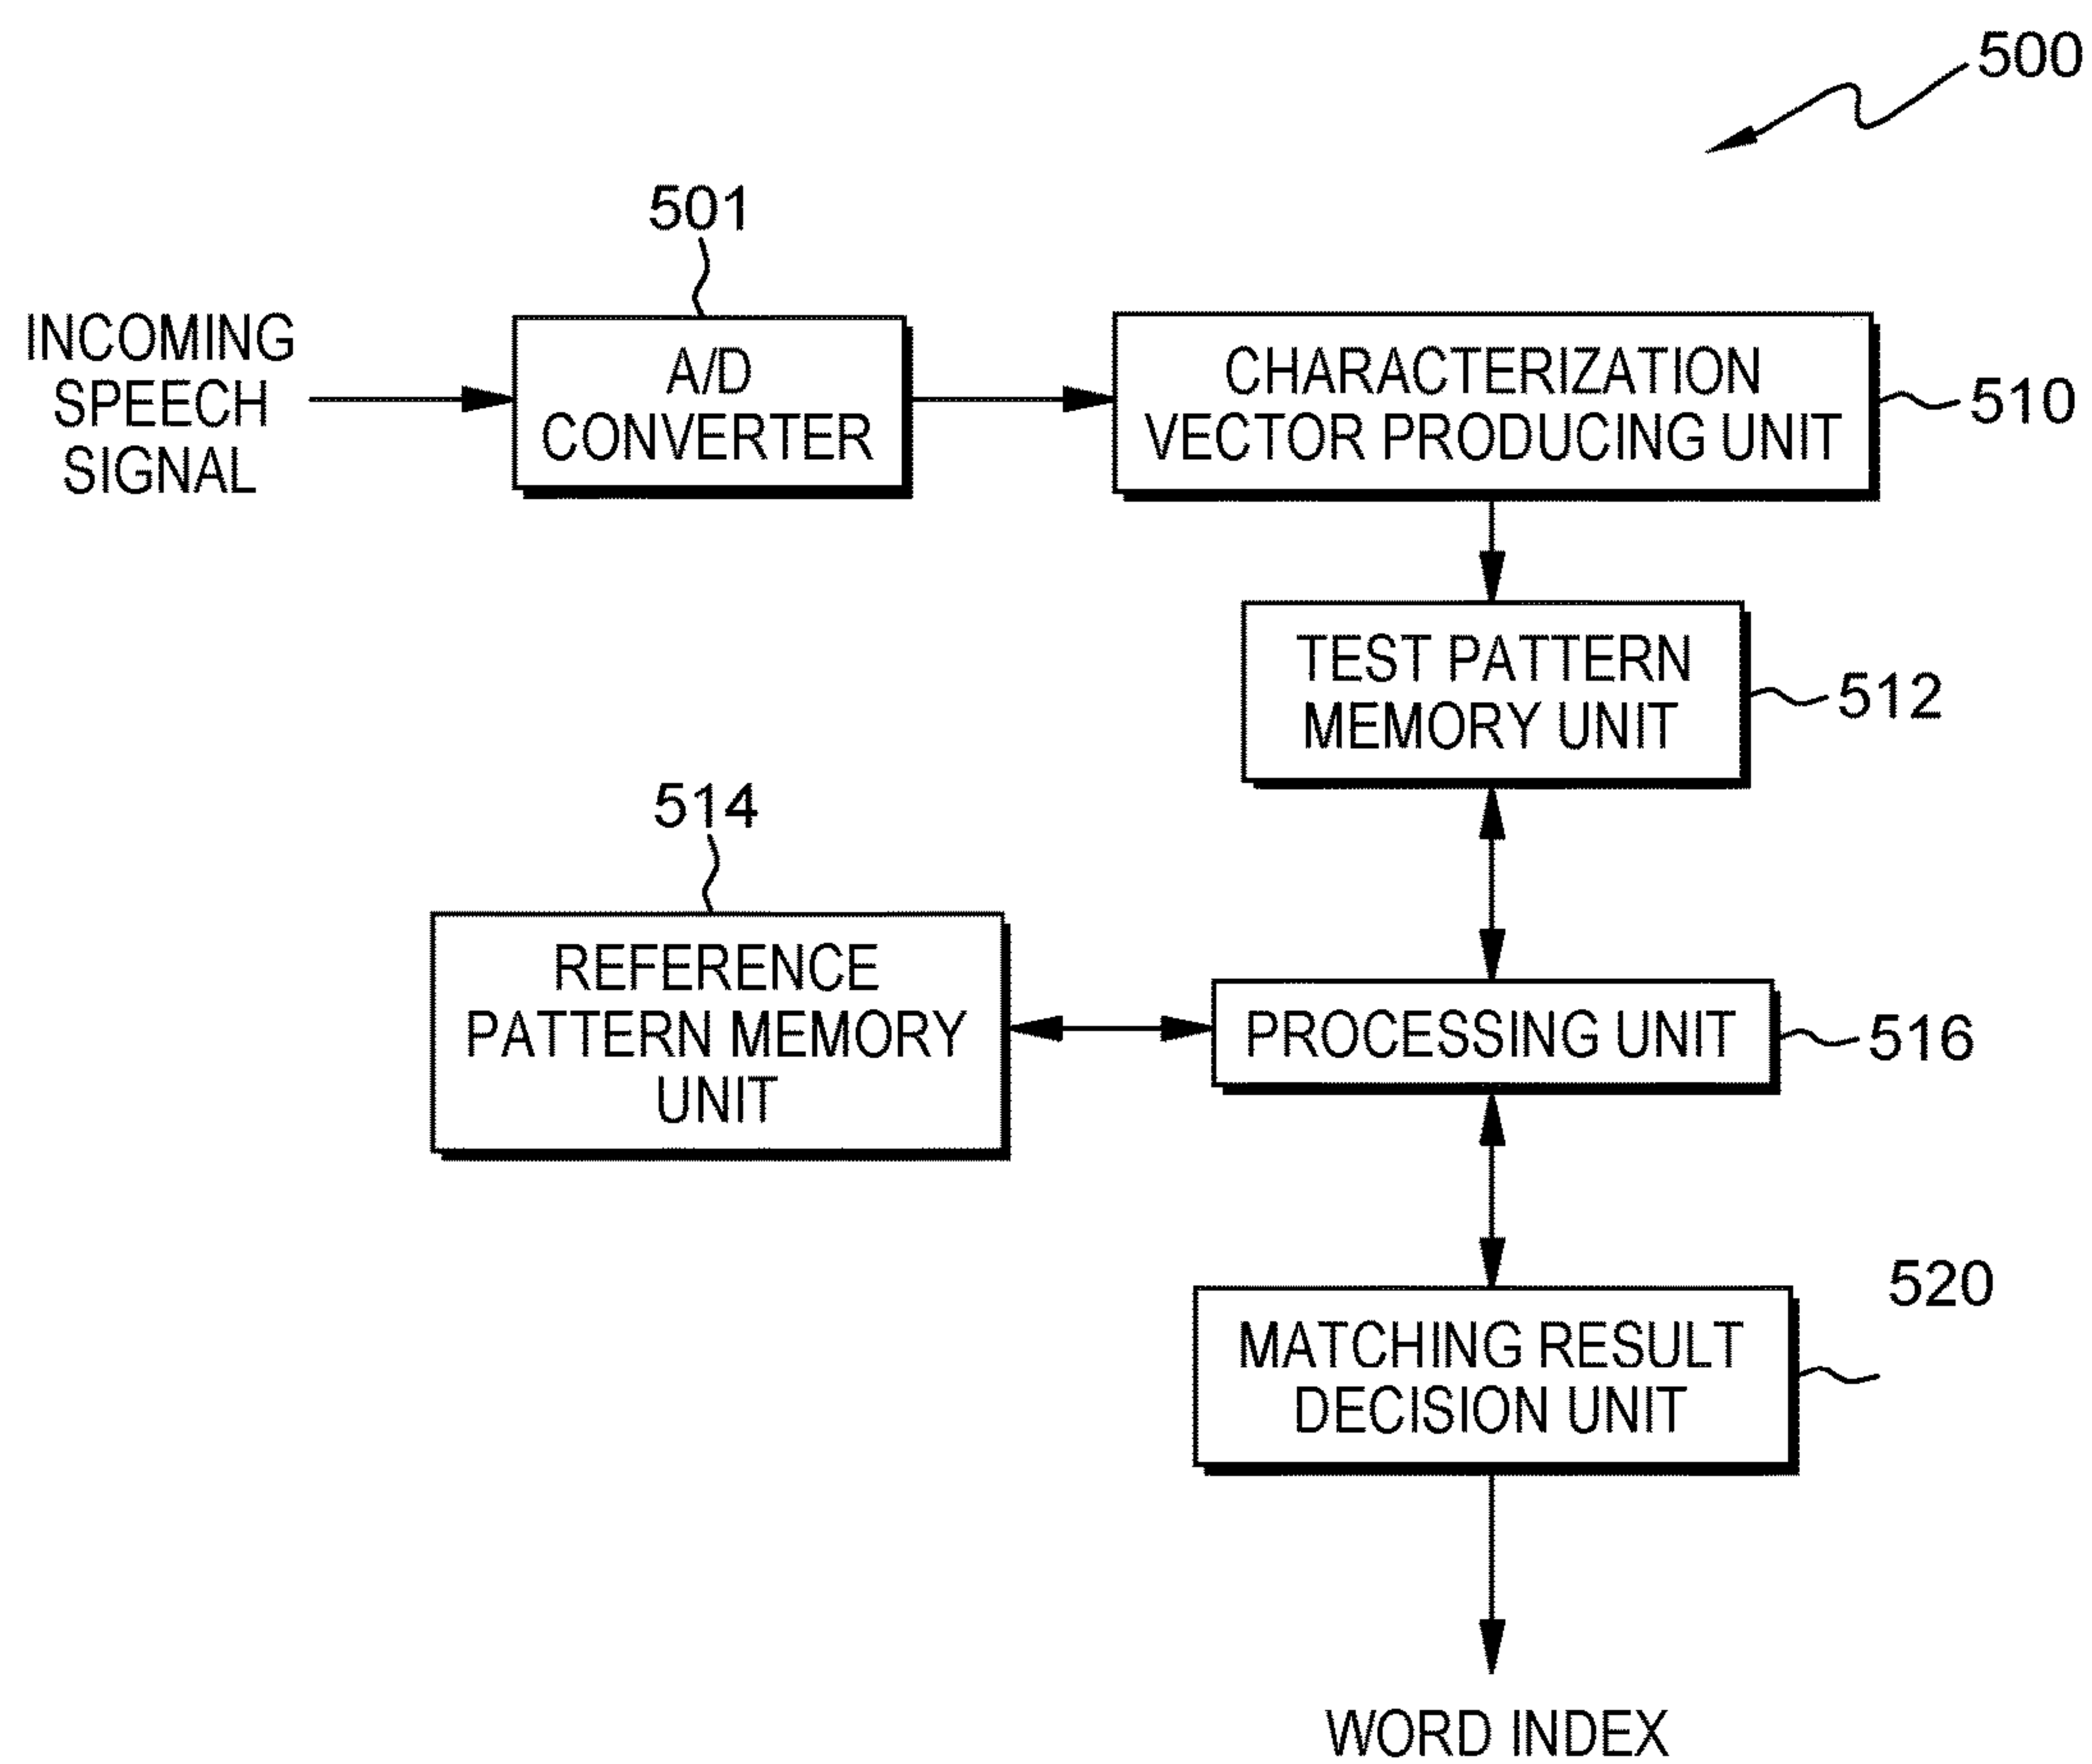 500
501
INCOMING
SPEECH
SIGNAL
A/D
CONVERTER
CHARACTERIZATION
VECTOR PRODUCING UNIT
510
TEST PATTERN
MEMORY UNIT
512
514
REFERENCE
PATTERN MEMORY
UNIT
PROCESSING UNIT
516
520
MATCHING RESULT
DECISION UNIT
WORD INDEX